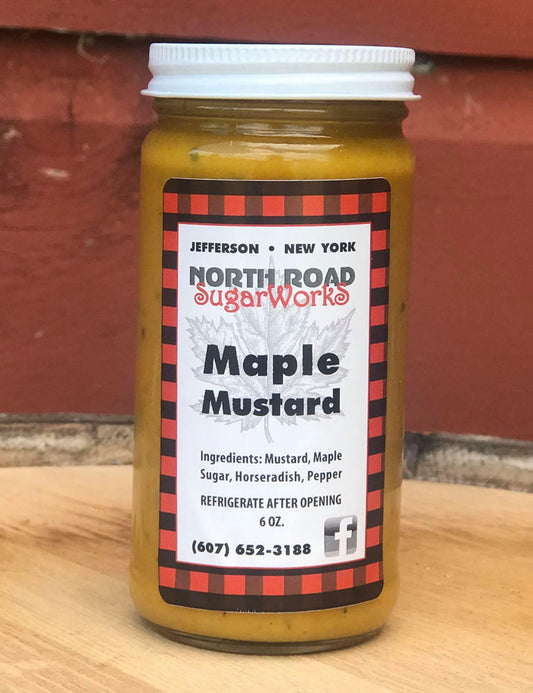 JEFFERSON • NEW YORK
NORTH ROAD
SugarWorkS
Maple
Mustard
Ingredients: Mustard, Maple
Sugar, Horseradish, Pepper
REFRIGERATE AFTER OPENING
6 OZ.
(607) 652-3188 f